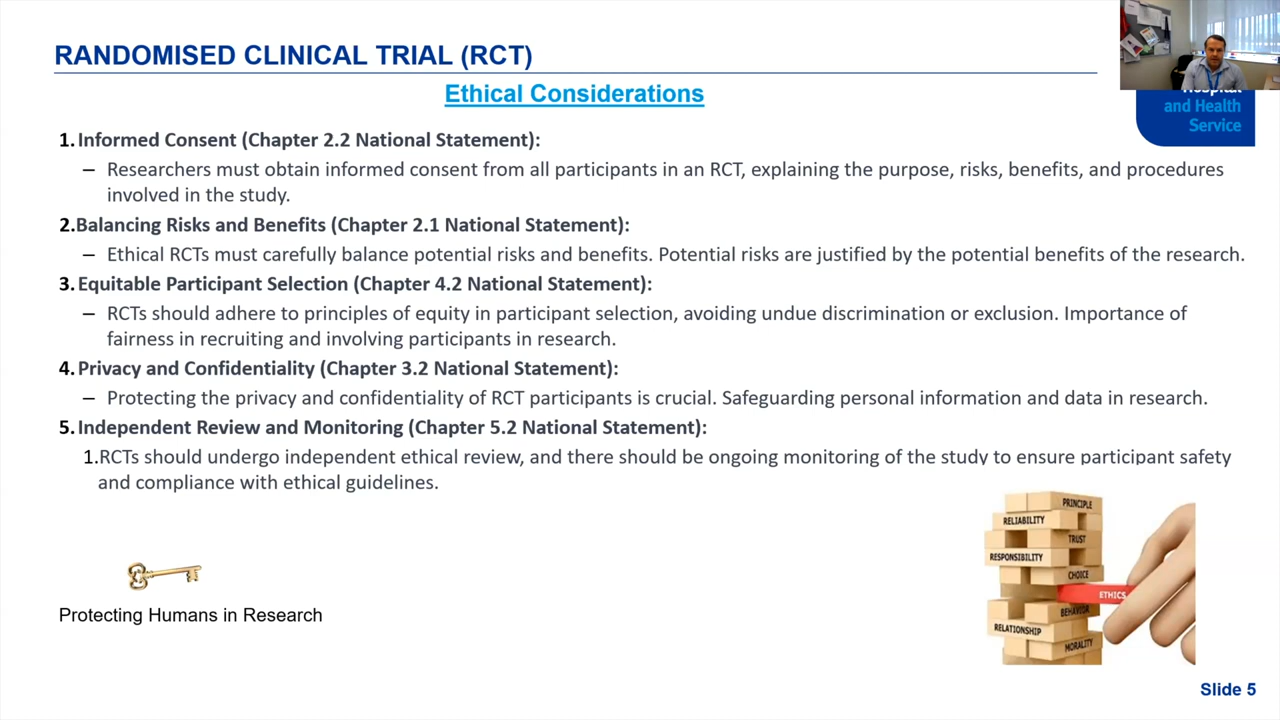 RANDOMISED CLINICAL TRIAL (RCT)
Ethical Considerations
Hospital
and Health
Service
1. Informed Consent (Chapter 2.2 National Statement):
– Researchers must obtain informed consent from all participants in an RCT, explaining the purpose, risks, benefits, and procedures
involved in the study.
2. Balancing Risks and Benefits (Chapter 2.1 National Statement):
– Ethical RCTs must carefully balance potential risks and benefits. Potential risks are justified by the potential benefits of the research.
3. Equitable Participant Selection (Chapter 4.2 National Statement):
– RCTs should adhere to principles of equity in participant selection, avoiding undue discrimination or exclusion. Importance of
fairness in recruiting and involving participants in research.
4. Privacy and Confidentiality (Chapter 3.2 National Statement):
– Protecting the privacy and confidentiality of RCT participants is crucial. Safeguarding personal information and data in research.
5. Independent Review and Monitoring (Chapter 5.2 National Statement):
1. RCTs should undergo independent ethical review, and there should be ongoing monitoring of the study to ensure participant safety
and compliance with ethical guidelines.
PRINCIPLE
RELIABILITY
TRUST
RESPONSIBILITY
CHOICE
ETHICS
BEHAVIOR
RELATIONSHIP
MORALITY
Protecting Humans in Research
Slide 5